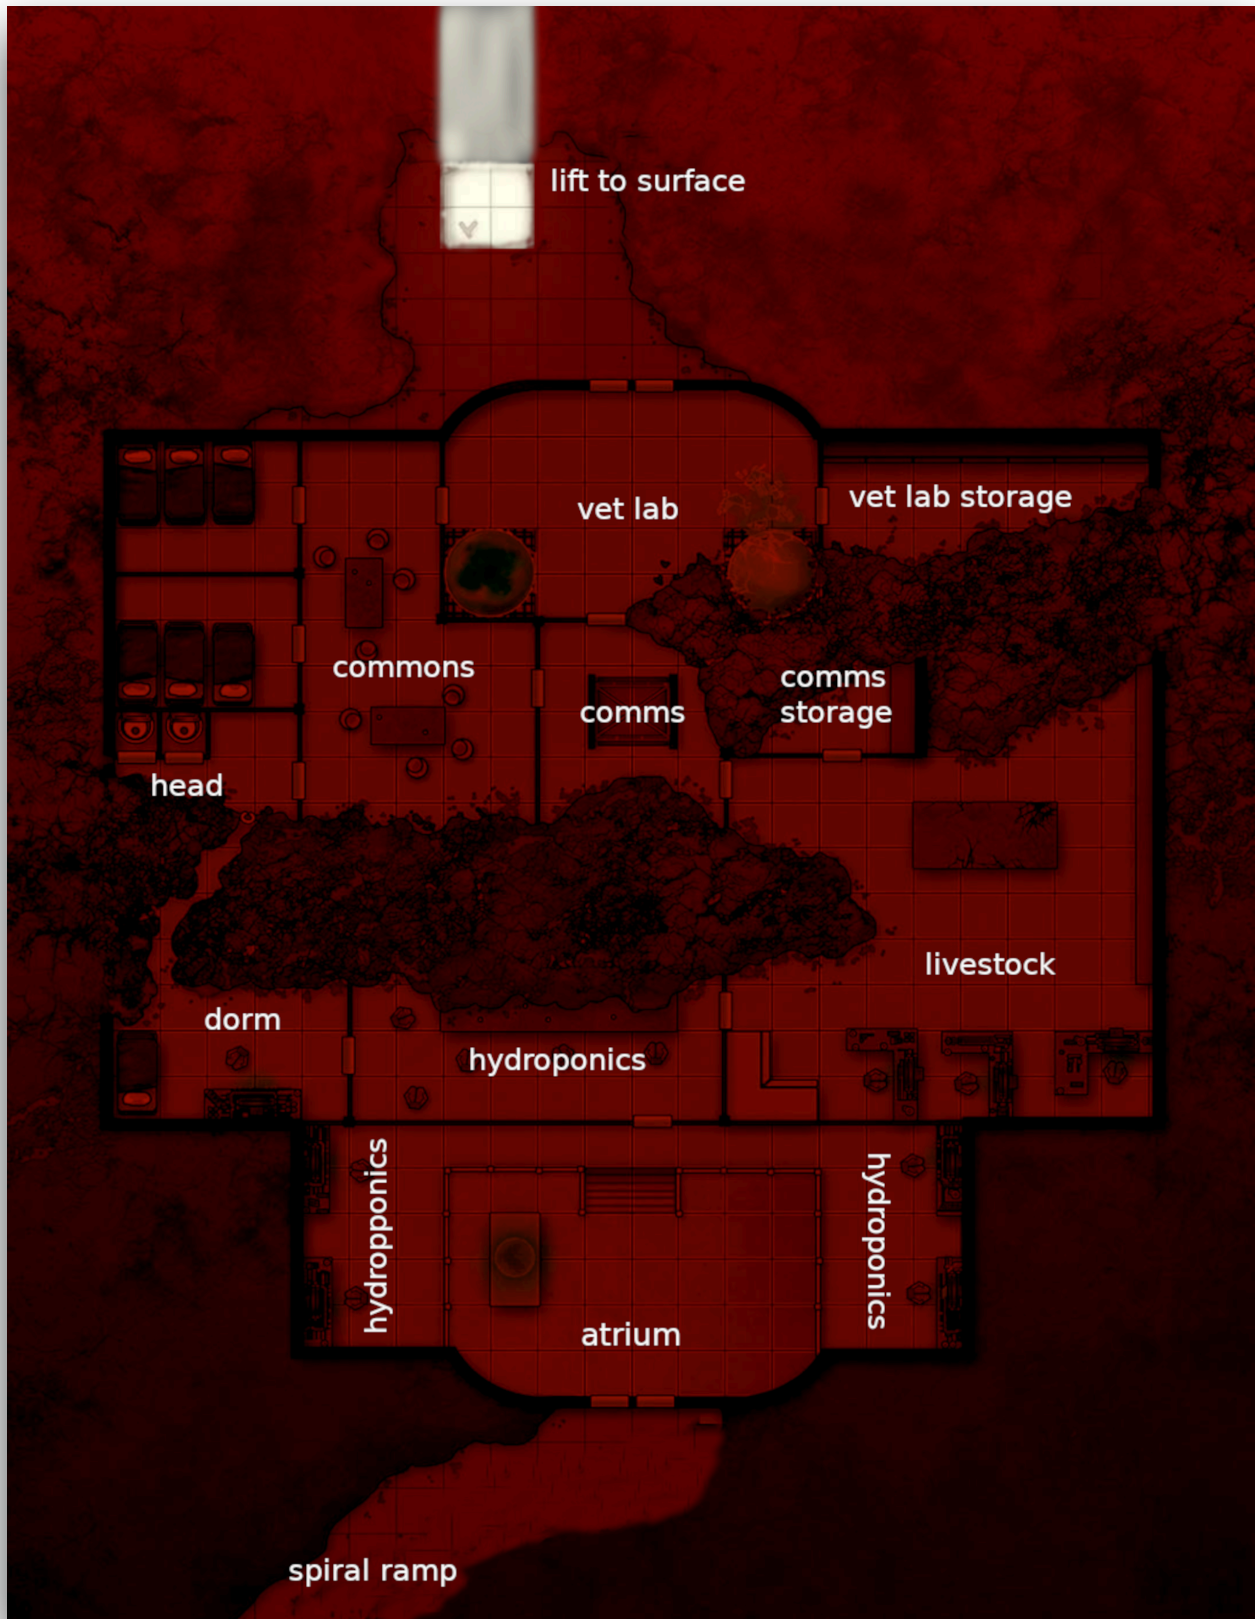 lift to surface
vet lab storage
vet lab
commons
comms
storage
comms
head
livestock
dorm
hydroponics
hydropponics
hydroponics
atrium
spiral ramp